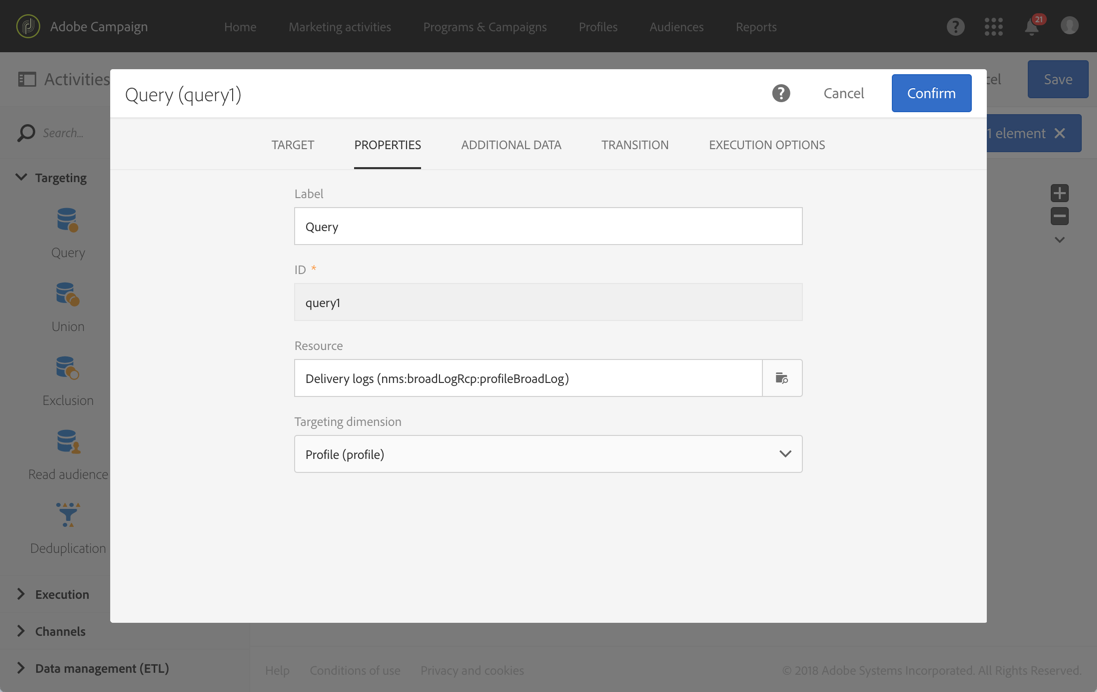 Adobe Campaign Home Marketing activities Programs & Campaigns Profiles Audiences Reports ? 21
Activities cel Save
Query (query1) ? Cancel Confirm
Search... 1 element
TARGET PROPERTIES ADDITIONAL DATA TRANSITION EXECUTION OPTIONS
Targeting
Label
Query
Query
ID *
query1
Union
Resource
Delivery logs (nms:broadLogRcp:profileBroadLog)
Exclusion
Targeting dimension
Profile (profile)
Read audience
Deduplication
Execution
Channels
Data management (ETL)
Help Conditions of use Privacy and cookies © 2018 Adobe Systems Incorporated. All Rights Reserved.